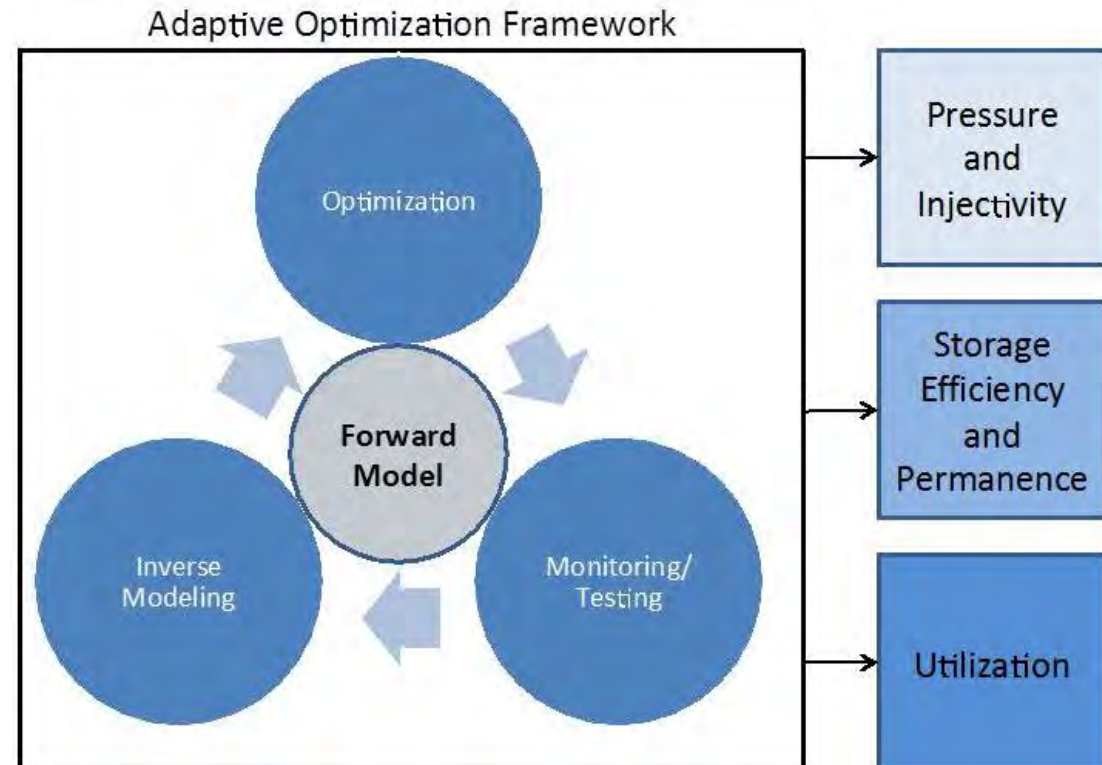 Adaptive Optimization Framework
Optimization
Forward
Model
Inverse
Modeling
Monitoring/
Testing
Pressure
and
Injectivity
Storage
Efficiency
and
Permanence
Utilization